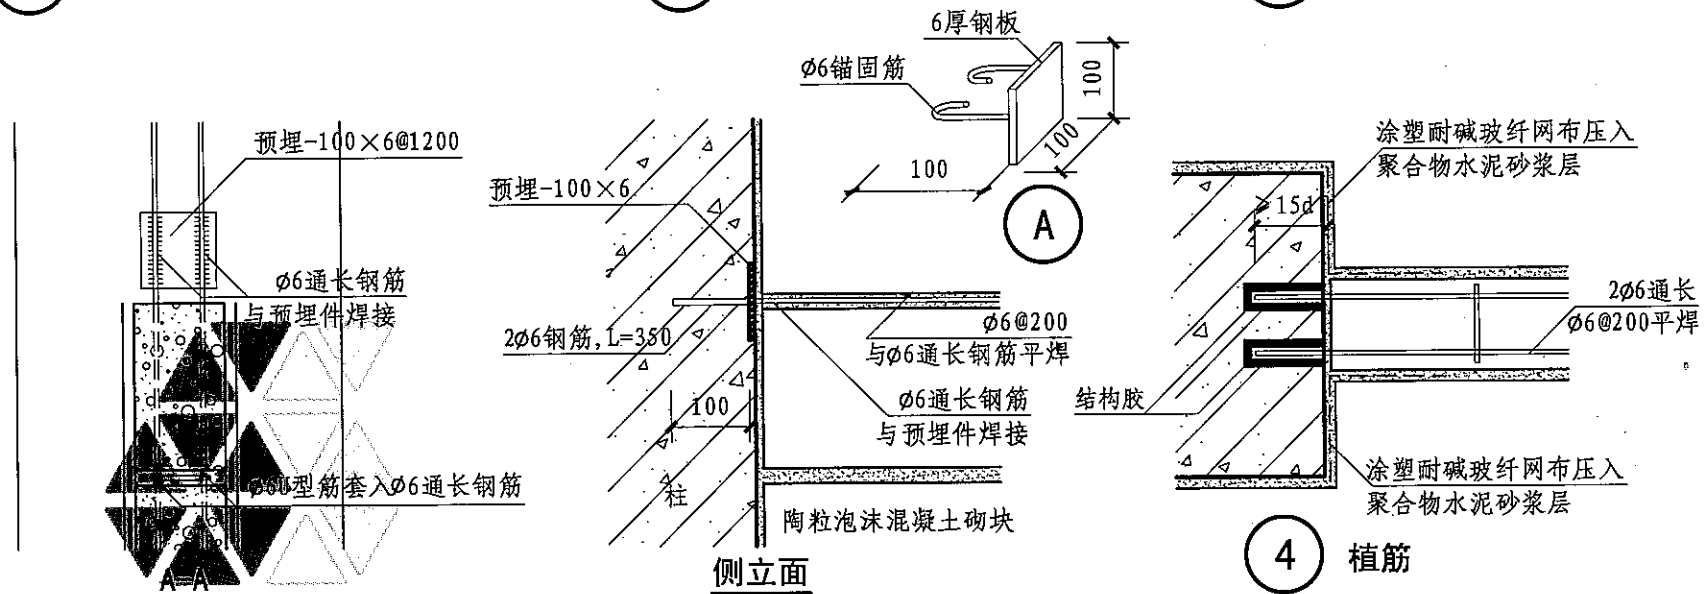 6厚钢板
Ø6锚固筋
100
100
100
A
预埋-100×6@1200
Ø6通长钢筋
与预埋件焊接
Ø6U型筋套入Ø6通长钢筋
A-A
预埋-100×6
2Ø6钢筋,L=350
Ø6@200
与Ø6通长钢筋平焊
100
Ø6通长钢筋
与预埋件焊接
柱
陶粒泡沫混凝土砌块
侧立面
涂塑耐碱玻纤网布压入
聚合物水泥砂浆层
≥15d
2Ø6通长
Ø6@200平焊
结构胶
涂塑耐碱玻纤网布压入
聚合物水泥砂浆层
4 植筋